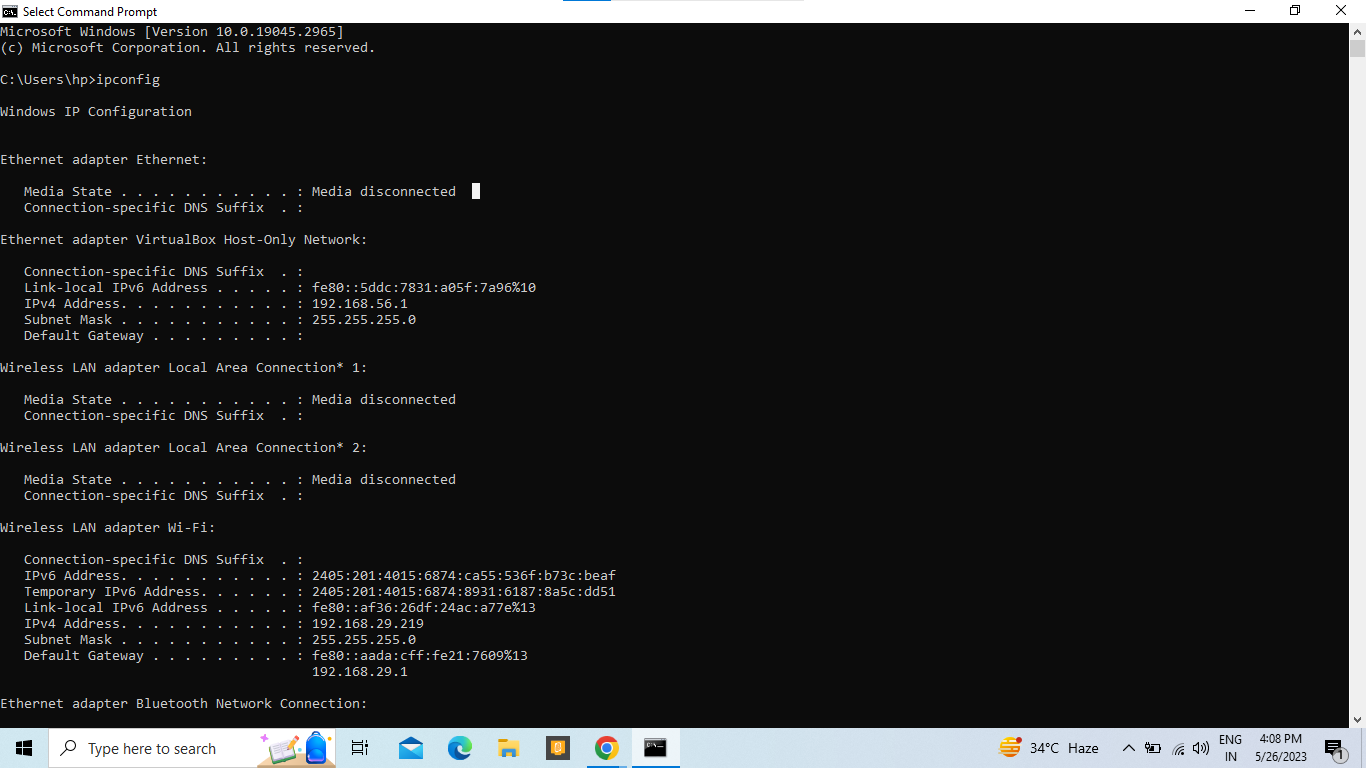 Select Command Prompt
Microsoft Windows [Version 10.0.19045.2965]
(c) Microsoft Corporation. All rights reserved.
C:\Users\hp>ipconfig
Windows IP Configuration
Ethernet adapter Ethernet:
   Media State . . . . . . . . . . . : Media disconnected
   Connection-specific DNS Suffix  . :
Ethernet adapter VirtualBox Host-Only Network:
   Connection-specific DNS Suffix  . :
   Link-local IPv6 Address . . . . . : fe80::5ddc:7831:a05f:7a96%10
   IPv4 Address. . . . . . . . . . . : 192.168.56.1
   Subnet Mask . . . . . . . . . . . : 255.255.255.0
   Default Gateway . . . . . . . . . :
Wireless LAN adapter Local Area Connection* 1:
   Media State . . . . . . . . . . . : Media disconnected
   Connection-specific DNS Suffix  . :
Wireless LAN adapter Local Area Connection* 2:
   Media State . . . . . . . . . . . : Media disconnected
   Connection-specific DNS Suffix  . :
Wireless LAN adapter Wi-Fi:
   Connection-specific DNS Suffix  . :
   IPv6 Address. . . . . . . . . . . : 2405:201:4015:6874:ca55:536f:b73c:beaf
   Temporary IPv6 Address. . . . . . : 2405:201:4015:6874:8931:6187:8a5c:dd51
   Link-local IPv6 Address . . . . . : fe80::af36:26df:24ac:a77e%13
   IPv4 Address. . . . . . . . . . . : 192.168.29.219
   Subnet Mask . . . . . . . . . . . : 255.255.255.0
   Default Gateway . . . . . . . . . : fe80::aada:cff:fe21:7609%13
                                       192.168.29.1
Ethernet adapter Bluetooth Network Connection:
Type here to search
34°C Haze
ENG
IN
4:08 PM
5/26/2023
1